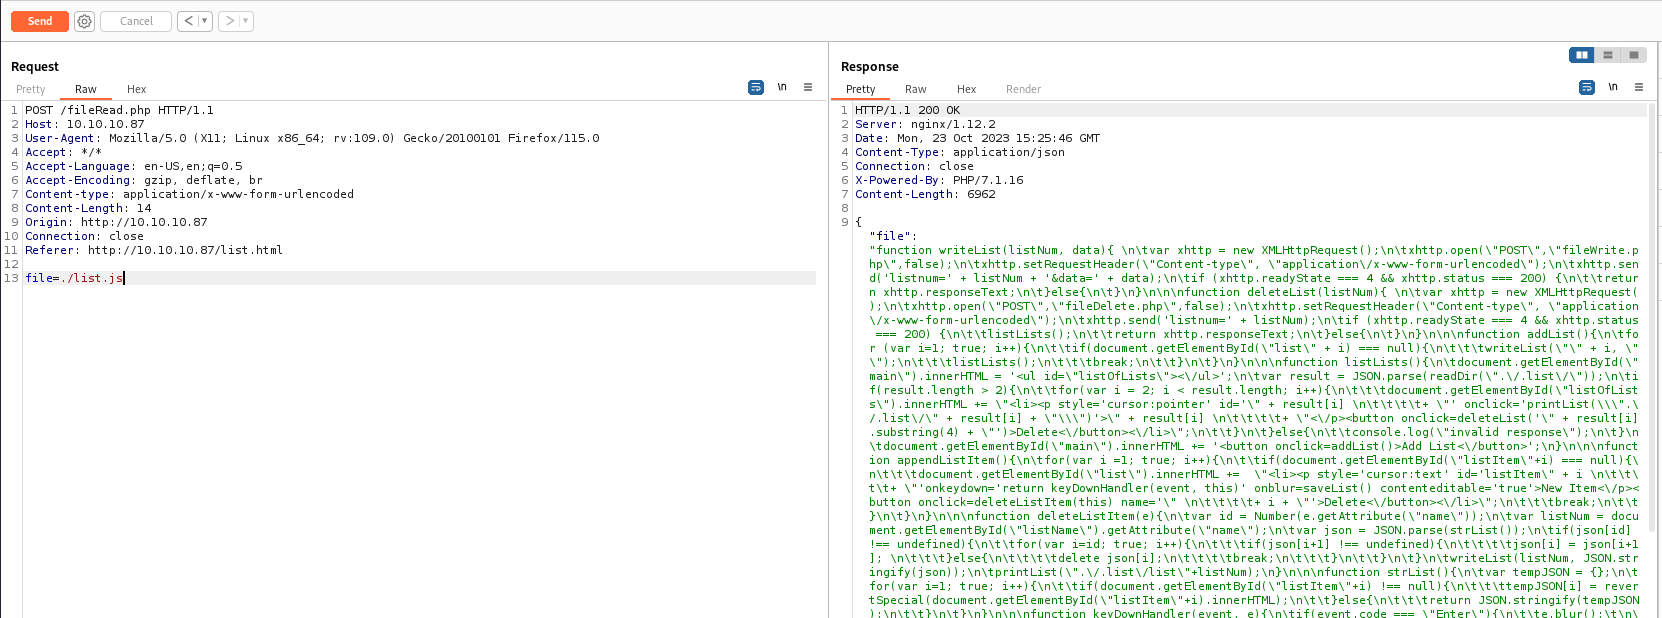 Send Cancel < >
Request
Pretty Raw Hex \n
1 POST /fileRead.php HTTP/1.1
2 Host: 10.10.10.87
3 User-Agent: Mozilla/5.0 (X11; Linux x86_64; rv:109.0) Gecko/20100101 Firefox/115.0
4 Accept: */*
5 Accept-Language: en-US,en;q=0.5
6 Accept-Encoding: gzip, deflate, br
7 Content-type: application/x-www-form-urlencoded
8 Content-Length: 14
9 Origin: http://10.10.10.87
10 Connection: close
11 Referer: http://10.10.10.87/list.html
12
13 file=./list.js
Response
Pretty Raw Hex Render \n
1 HTTP/1.1 200 OK
2 Server: nginx/1.12.2
3 Date: Mon, 23 Oct 2023 15:25:46 GMT
4 Content-Type: application/json
5 Connection: close
6 X-Powered-By: PHP/7.1.16
7 Content-Length: 6962
8
9 {
"file":
"function writeList(listNum, data){ \n\tvar xhttp = new XMLHttpRequest();\n\txhttp.open(\"POST\",\"fileWrite.p
hp\",false);\n\txhttp.setRequestHeader(\"Content-type\", \"application\/x-www-form-urlencoded\");\n\txhttp.sen
d('listnum=' + listNum + '&data=' + data);\n\tif (xhttp.readyState === 4 && xhttp.status === 200) {\n\t\tretur
n xhttp.responseText;\n\t}else{\n\t}\n}\n\n\nfunction deleteList(listNum){ \n\tvar xhttp = new XMLHttpRequest(
);\n\txhttp.open(\"POST\",\"fileDelete.php\",false);\n\txhttp.setRequestHeader(\"Content-type\", \"application
\/x-www-form-urlencoded\");\n\txhttp.send('listnum=' + listNum);\n\tif (xhttp.readyState === 4 && xhttp.status
=== 200) {\n\t\tlistLists();\n\t\treturn xhttp.responseText;\n\t}else{\n\t}\n}\n\n\nfunction addList(){\n\tfo
r (var i=1; true; i++){\n\t\tif(document.getElementById(\"list\" + i) === null){\n\t\t\twriteList(\"\" + i, \"
\");\n\t\t\tlistLists();\n\t\t\tbreak;\n\t\t}\n\t}\n}\n\n\nfunction listLists(){\n\tdocument.getElementById(\"
main\").innerHTML = '<ul id=\"listOfLists\"><\/ul>';\n\tvar result = JSON.parse(readDir(\".\/.list\/\"));\n\ti
f(result.length > 2){\n\t\tfor(var i = 2; i < result.length; i++){\n\t\t\tdocument.getElementById(\"listOfList
s\").innerHTML += \"<li><p style='cursor:pointer' id='\" + result[i] \n\t\t\t\t+ \"' onclick='printList(\\\".\
/.list\/\" + result[i] + \"\\\")'>\" + result[i] \n\t\t\t\t+ \"<\/p><button onclick=deleteList('\" + result[i]
.substring(4) + \"')>Delete<\/button><\/li>\";\n\t\t}\n\t}else{\n\t\tconsole.log(\"invalid response\");\n\t}\n
\tdocument.getElementById(\"main\").innerHTML += '<button onclick=addList()>Add List<\/button>';\n}\n\n\nfunct
ion appendListItem(){\n\tfor(var i =1; true; i++){\n\t\tif(document.getElementById(\"listItem\"+i) === null){\
n\t\t\tdocument.getElementById(\"list\").innerHTML +=  \"<li><p style='cursor:text' id='listItem\" + i \n\t\t\
t\t+ \"'onkeydown='return keyDownHandler(event, this)' onblur=saveList() contenteditable='true'>New Item<\/p><
button onclick=deleteListItem(this) name='\" \n\t\t\t\t+ i + \"'>Delete<\/button><\/li>\";\n\t\t\tbreak;\n\t\t
}\n\t}\n}\n\n\nfunction deleteListItem(e){\n\tvar id = Number(e.getAttribute(\"name\"));\n\tvar listNum = docu
ment.getElementById(\"listName\").getAttribute(\"name\");\n\tvar json = JSON.parse(strList());\n\tif(json[id]
!== undefined){\n\t\tfor(var i=id; true; i++){\n\t\t\tif(json[i+1] !== undefined){\n\t\t\t\tjson[i] = json[i+1
]; \n\t\t\t}else{\n\t\t\t\tdelete json[i];\n\t\t\t\tbreak;\n\t\t\t}\n\t\t}\n\t}\n\twriteList(listNum, JSON.str
ingify(json));\n\tprintList(\".\/.list\/list\"+listNum);\n}\n\n\nfunction strList(){\n\tvar tempJSON = {};\n\t
for(var i=1; true; i++){\n\t\tif(document.getElementById(\"listItem\"+i) !== null){\n\t\t\ttempJSON[i] = rever
tSpecial(document.getElementById(\"listItem\"+i).innerHTML);\n\t\t}else{\n\t\t\treturn JSON.stringify(tempJSON
);\n\t\t}\n\t}\n}\n\n\nfunction keyDownHandler(event, e){\n\tif(event.code === \"Enter\"){\n\t\te.blur();\t\n\